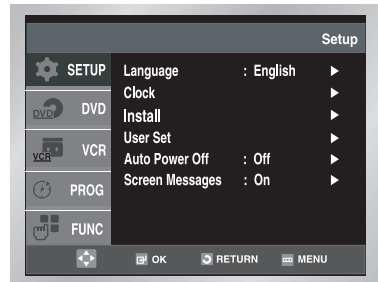 Setup
SETUP
DVD
DVD
VCR
VCR
PROG
FUNC
Language : English ►
Clock ►
Install ►
User Set ►
Auto Power Off : Off ►
Screen Messages : On ►
OK RETURN MENU